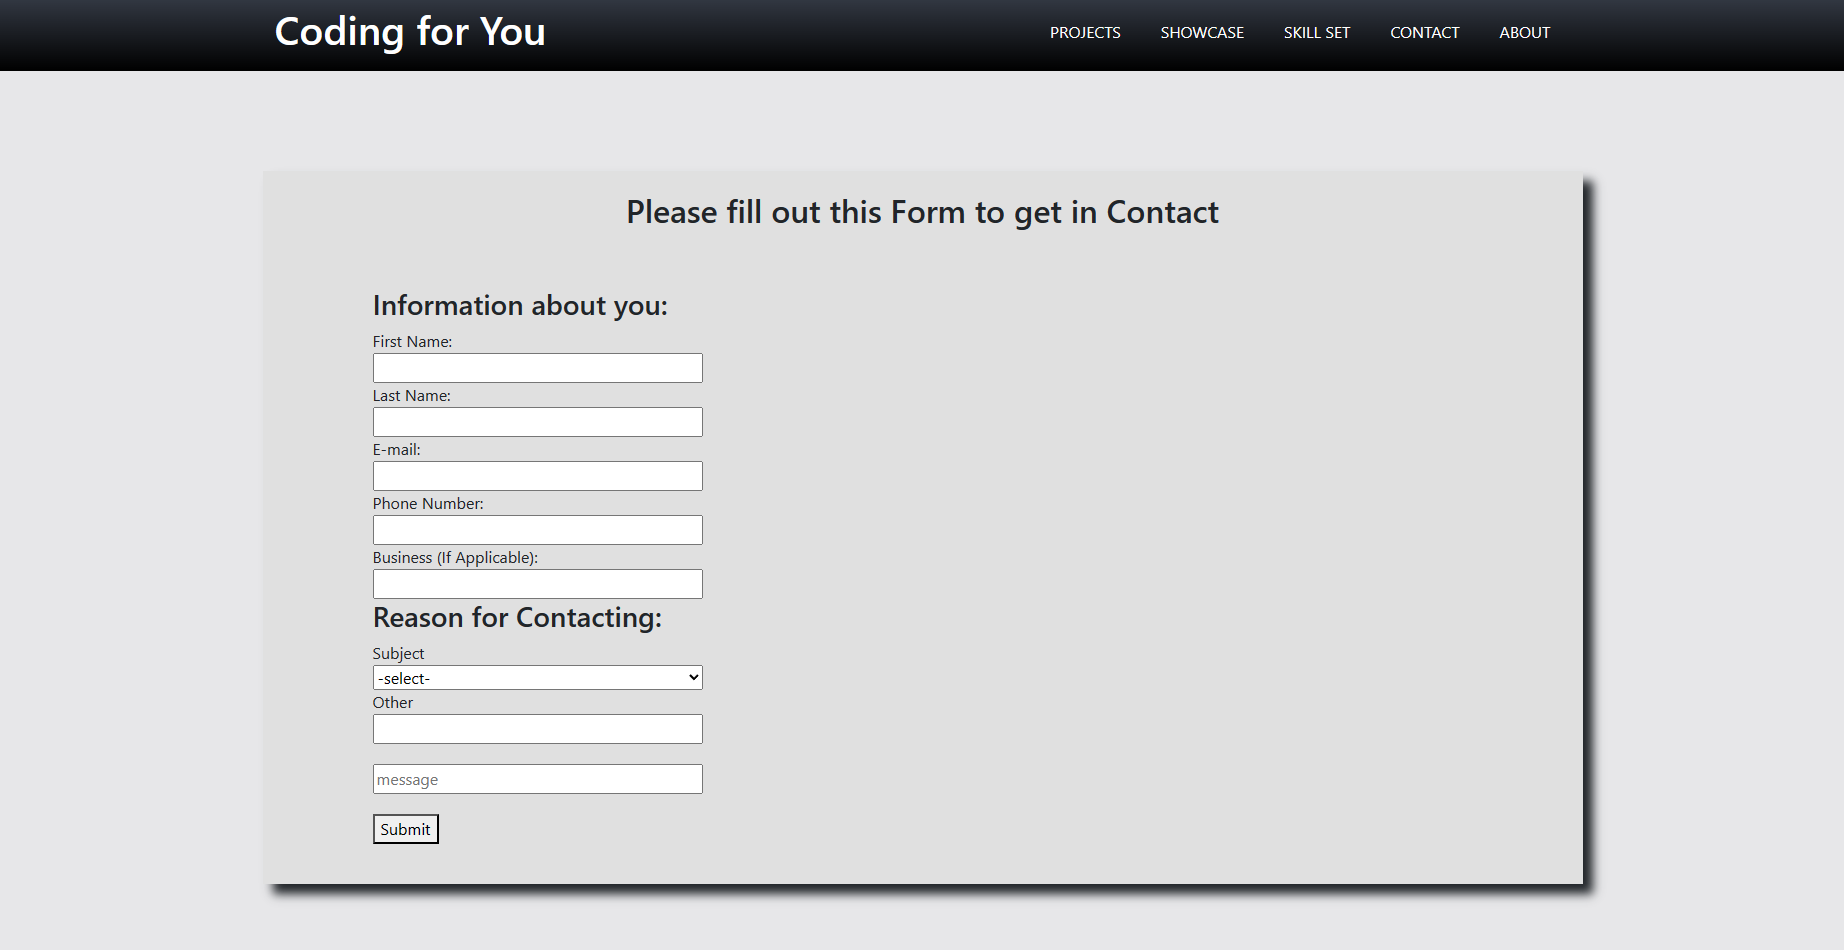 Coding for You
PROJECTS SHOWCASE SKILL SET CONTACT ABOUT
Please fill out this Form to get in Contact
Information about you:
First Name:
Last Name:
E-mail:
Phone Number:
Business (If Applicable):
Reason for Contacting:
Subject
-select-
Other
message
Submit